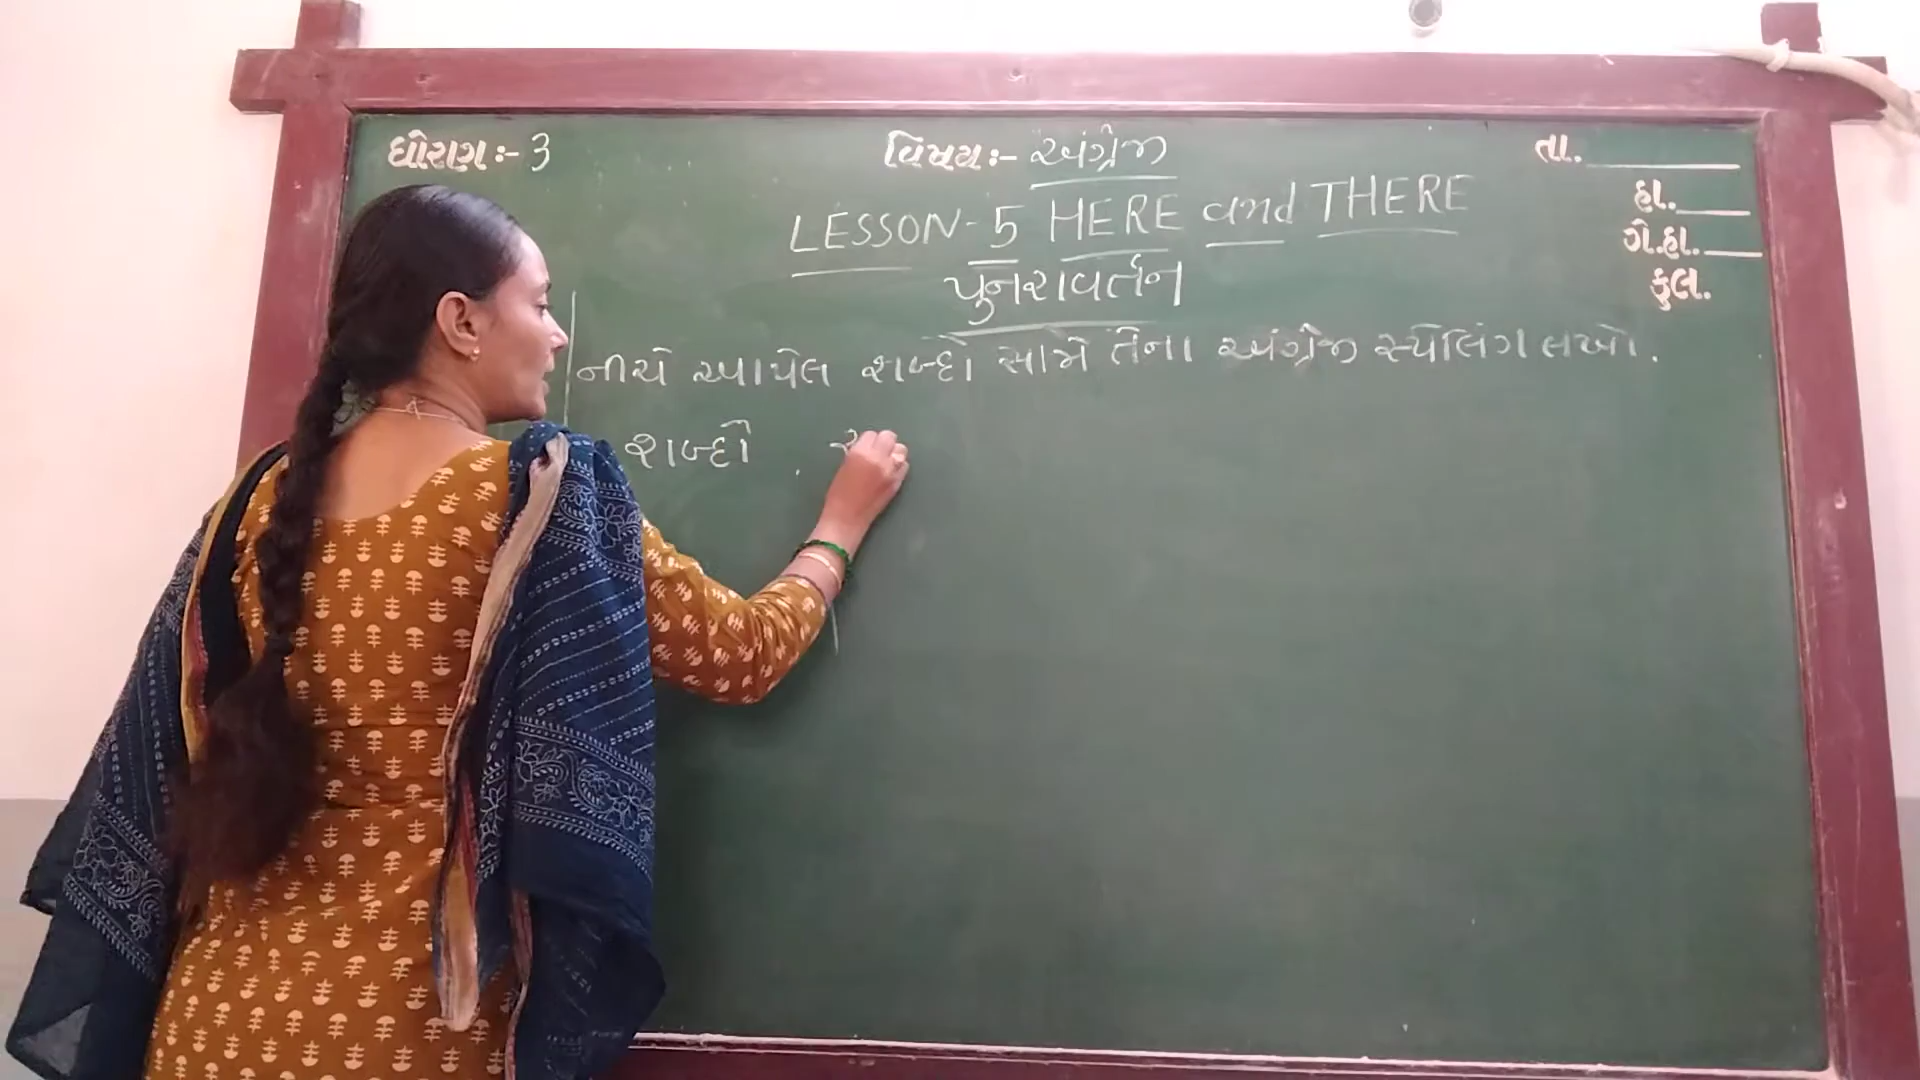 ધોરણઃ- 3
વિષયઃ- અંગ્રેજી
તા.
હા.
ગે.હા.
કુલ.
LESSON-5 HERE and THERE
પુનરાવર્તન
નીચે આપેલ શબ્દો સામે તેના અંગ્રેજી સ્પેલિંગ લખો.
શબ્દો